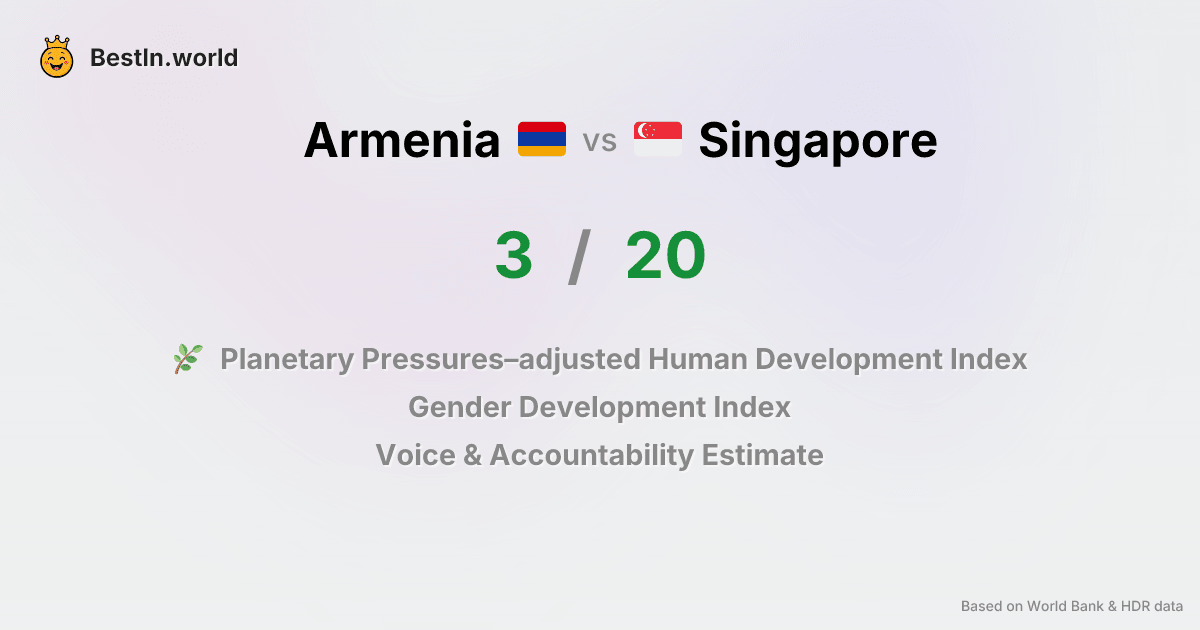 BestIn.world
Armenia vs Singapore
3 / 20
Planetary Pressures–adjusted Human Development Index
Gender Development Index
Voice & Accountability Estimate
Based on World Bank & HDR data